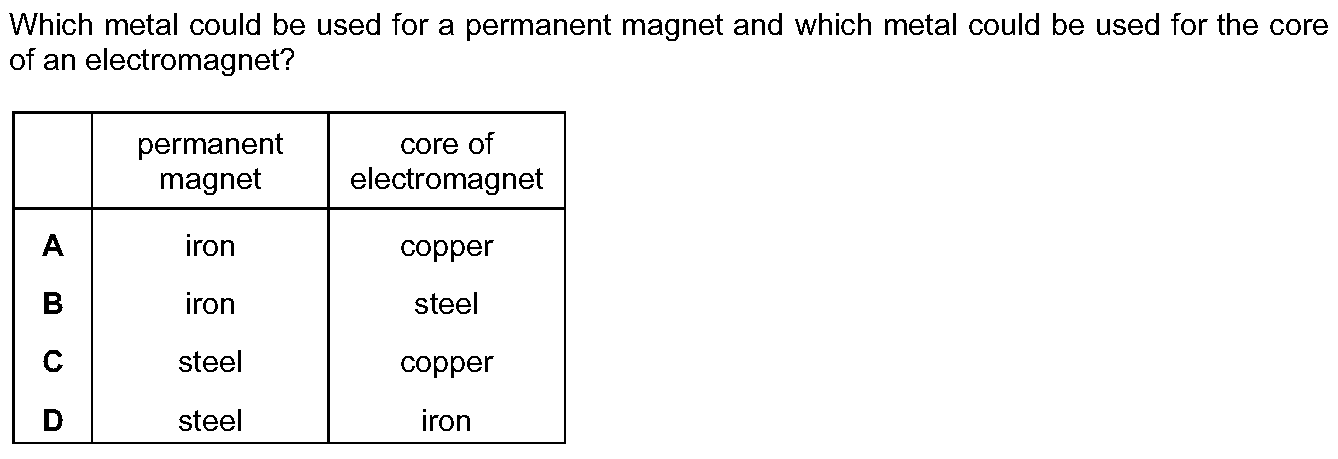 Which metal could be used for a permanent magnet and which metal could be used for the core
of an electromagnet?
permanent magnet core of electromagnet
A iron copper
B iron steel
C steel copper
D steel iron